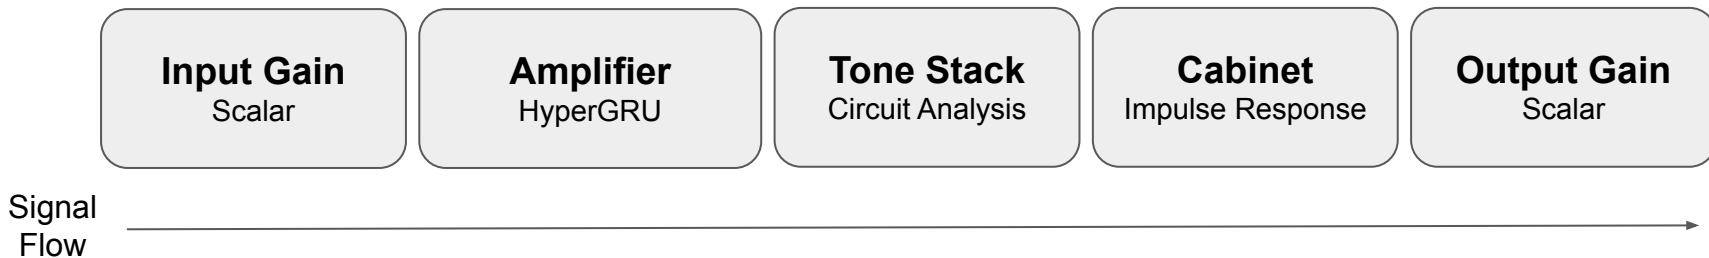 Input Gain
Scalar
Amplifier
HyperGRU
Tone Stack
Circuit Analysis
Cabinet
Impulse Response
Output Gain
Scalar
Signal
Flow